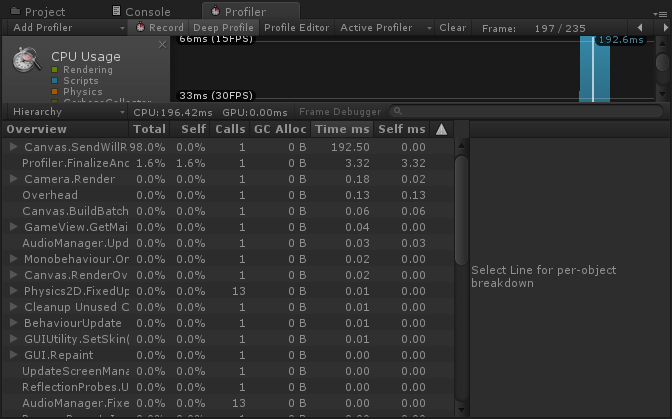 Project Console Profiler
Add Profiler Record Deep Profile Profile Editor Active Profiler Clear Frame: 197 / 235
CPU Usage
Rendering
Scripts
Physics
GarbageCollector
66ms (15FPS)
192.6ms
33ms (30FPS)
Hierarchy CPU:196.42ms GPU:0.00ms Frame Debugger
Overview Total Self Calls GC Alloc Time ms Self ms
Canvas.SendWillR 98.0% 0.0% 1 0 B 192.50 0.00
Profiler.FinalizeAnd 1.6% 1.6% 1 0 B 3.32 3.32
Camera.Render 0.0% 0.0% 1 0 B 0.18 0.02
Overhead 0.0% 0.0% 1 0 B 0.13 0.13
Canvas.BuildBatch 0.0% 0.0% 1 0 B 0.06 0.06
GameView.GetMai 0.0% 0.0% 1 0 B 0.04 0.00
AudioManager.Upd 0.0% 0.0% 1 0 B 0.03 0.03
Monobehaviour.On 0.0% 0.0% 1 0 B 0.02 0.00
Canvas.RenderOv 0.0% 0.0% 1 0 B 0.02 0.00
Physics2D.FixedUp 0.0% 0.0% 13 0 B 0.01 0.00
Cleanup Unused C 0.0% 0.0% 1 0 B 0.01 0.00
BehaviourUpdate 0.0% 0.0% 1 0 B 0.01 0.00
GUIUtility.SetSkin( 0.0% 0.0% 1 0 B 0.01 0.00
GUI.Repaint 0.0% 0.0% 1 0 B 0.00 0.00
UpdateScreenMana 0.0% 0.0% 1 0 B 0.00 0.00
ReflectionProbes.U 0.0% 0.0% 1 0 B 0.00 0.00
AudioManager.Fixe 0.0% 0.0% 13 0 B 0.00 0.00
Select Line for per-object
breakdown